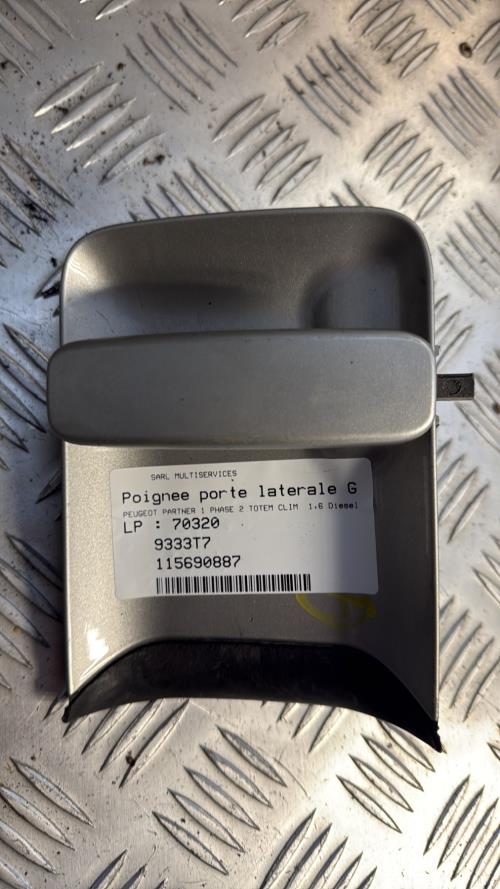 SARL MULTISERVICES
Poignee porte laterale G
PEUGEOT PARTNER 1 PHASE 2 TOTEM CLIM 1.6 Diesel
LP : 70320
9333T7
115690887